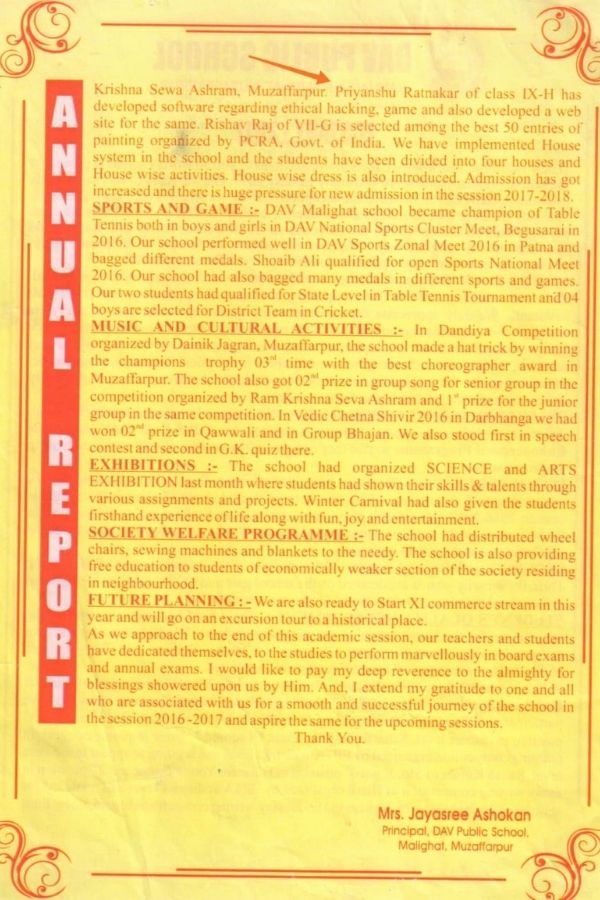 ANNUAL REPORT
Krishna Sewa Ashram, Muzaffarpur. Priyanshu Ratnakar of class IX-H has
developed software regarding ethical hacking, game and also developed a web
site for the same. Rishav Raj of VII-G is selected among the best 50 entries of
painting organized by PCRA, Govt. of India. We have implemented House
system in the school and the students have been divided into four houses and
House wise activities. House wise dress is also introduced. Admission has got
increased and there is huge pressure for new admission in the session 2017-2018.
SPORTS AND GAME :- DAV Malighat school became champion of Table
Tennis both in boys and girls in DAV National Sports Cluster Meet, Begusarai in
2016. Our school performed well in DAV Sports Zonal Meet 2016 in Patna and
bagged different medals. Shoaib Ali qualified for open Sports National Meet
2016. Our school had also bagged many medals in different sports and games.
Our two students had qualified for State Level in Table Tennis Tournament and 04
boys are selected for District Team in Cricket.
MUSIC AND CULTURAL ACTIVITIES :- In Dandiya Competition
organized by Dainik Jagran, Muzaffarpur, the school made a hat trick by winning
the champions trophy 03rd time with the best choreographer award in
Muzaffarpur. The school also got 02nd prize in group song for senior group in the
competition organized by Ram Krishna Seva Ashram and 1st prize for the junior
group in the same competition. In Vedic Chetna Shivir 2016 in Darbhanga we had
won 02nd prize in Qawwali and in Group Bhajan. We also stood first in speech
contest and second in G.K. quiz there.
EXHIBITIONS :- The school had organized SCIENCE and ARTS
EXHIBITION last month where students had shown their skills & talents through
various assignments and projects. Winter Carnival had also given the students
firsthand experience of life along with fun, joy and entertainment.
SOCIETY WELFARE PROGRAMME :- The school had distributed wheel
chairs, sewing machines and blankets to the needy. The school is also providing
free education to students of economically weaker section of the society residing
in neighbourhood.
FUTURE PLANNING : - We are also ready to Start XI commerce stream in this
year and will go on an excursion tour to a historical place.
As we approach to the end of this academic session, our teachers and students
have dedicated themselves, to the studies to perform marvellously in board exams
and annual exams. I would like to pay my deep reverence to the almighty for
blessings showered upon us by Him. And, I extend my gratitude to one and all
who are associated with us for a smooth and successful journey of the school in
the session 2016 -2017 and aspire the same for the upcoming sessions.
Thank You.
Mrs. Jayasree Ashokan
Principal, DAV Public School,
Malighat, Muzaffarpur